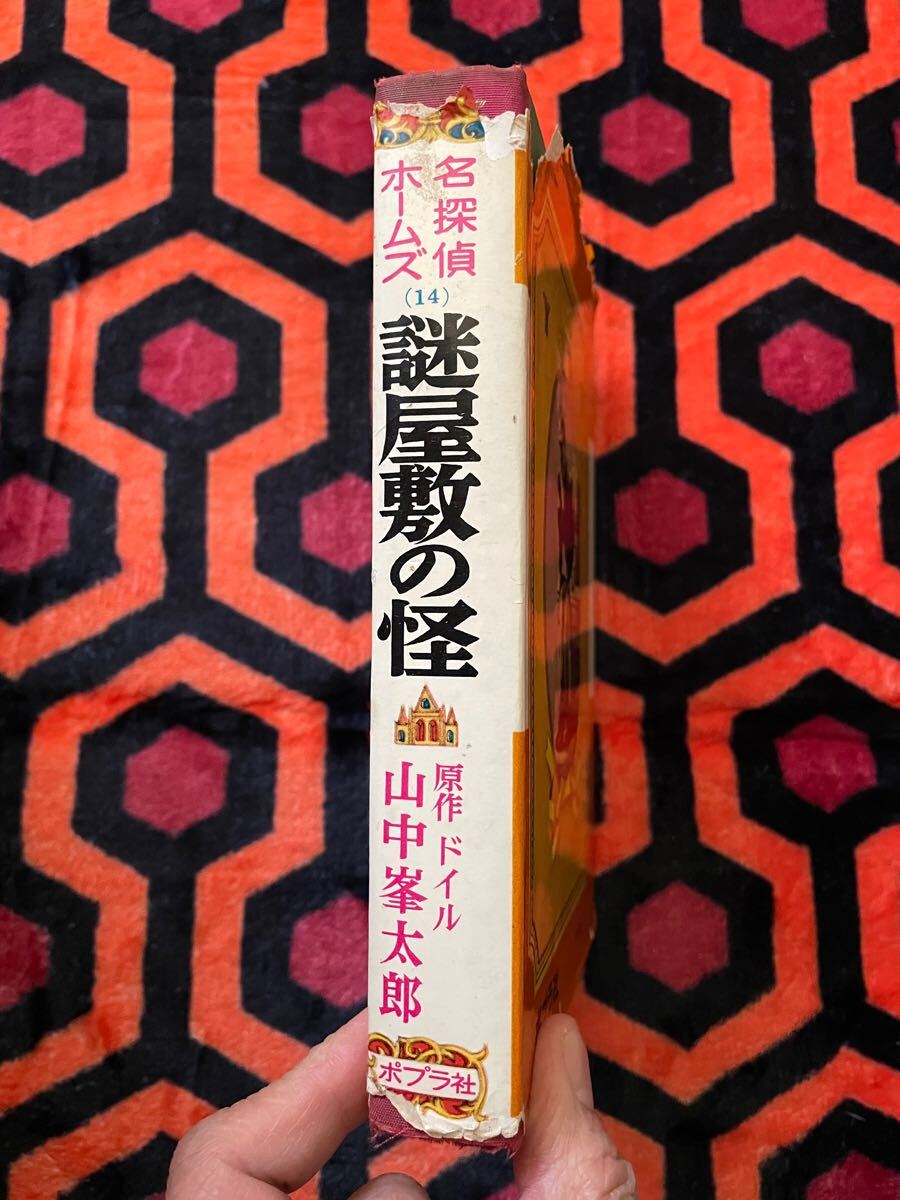 名探偵
ホームズ
(14)
謎屋敷の怪
原作 ドイル
山中峯太郎
ポプラ社